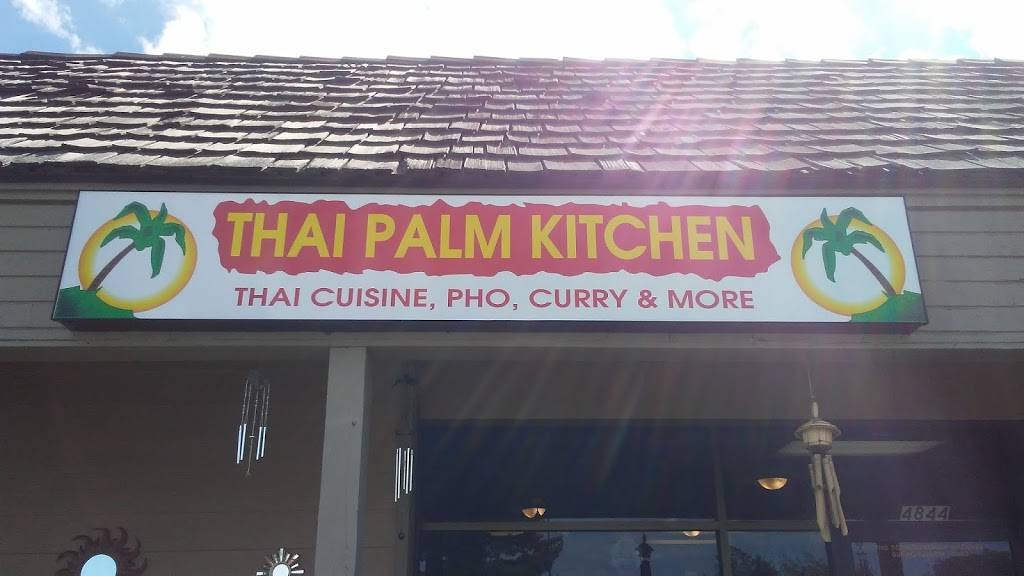 THAI PALM KITCHEN
THAI CUISINE, PHO, CURRY & MORE
4844